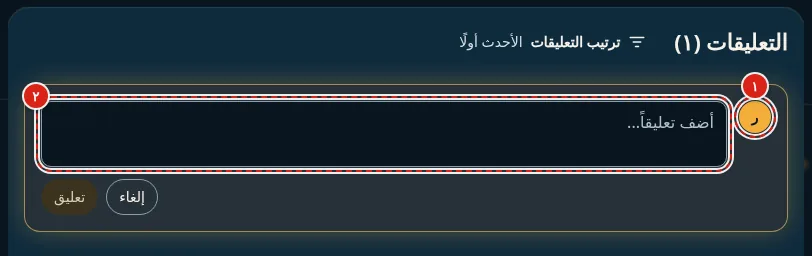 التعليقات (١)
ترتيب التعليقات الأحدث أولًا
١
٢
ر
أضف تعليقاً...
إلغاء
تعليق